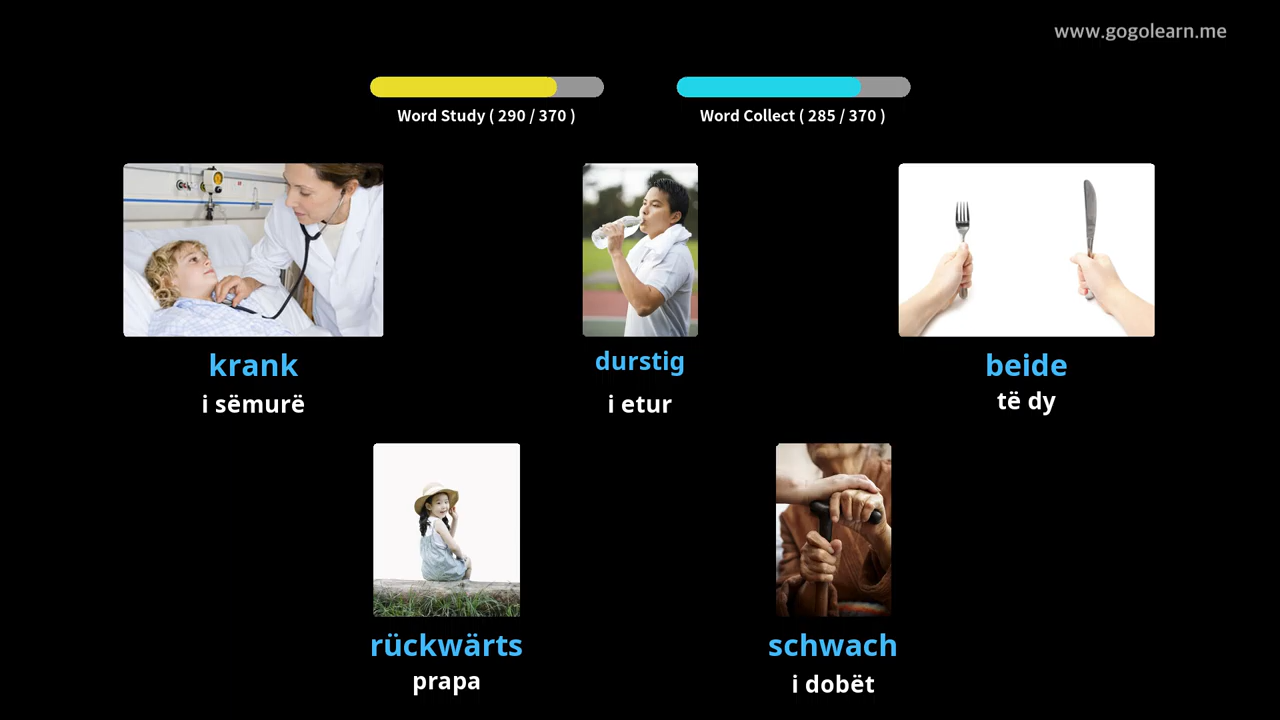 www.gogolearn.me
Word Study ( 290 / 370 )
Word Collect ( 285 / 370 )
krank
i sëmurë
durstig
i etur
beide
të dy
rückwärts
prapa
schwach
i dobët